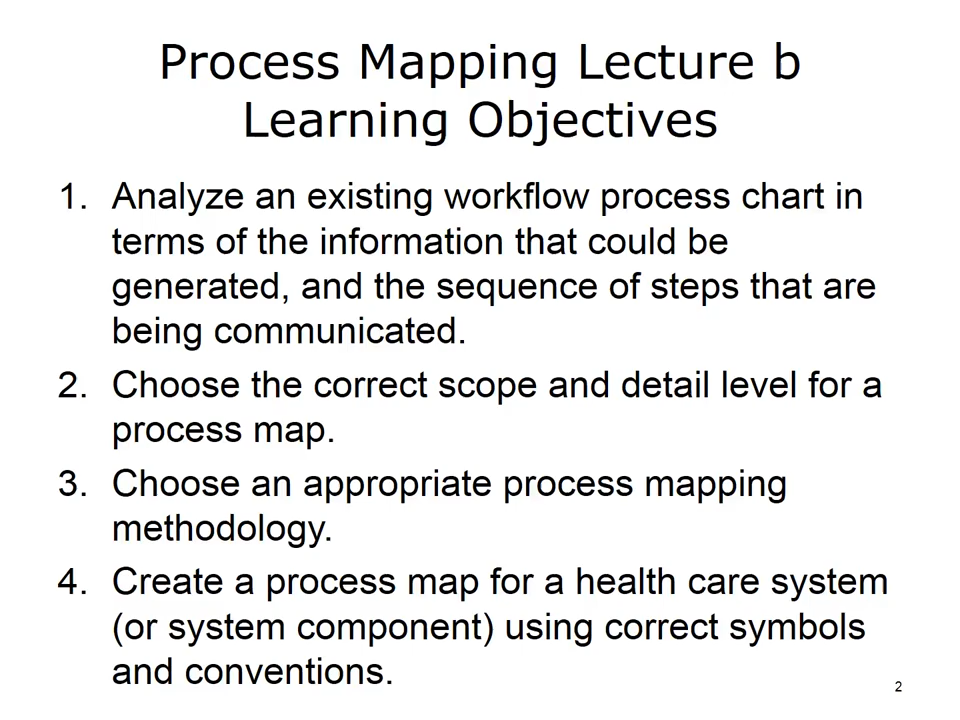 Process Mapping Lecture b
Learning Objectives
1. Analyze an existing workflow process chart in
terms of the information that could be
generated, and the sequence of steps that are
being communicated.
2. Choose the correct scope and detail level for a
process map.
3. Choose an appropriate process mapping
methodology.
4. Create a process map for a health care system
(or system component) using correct symbols
and conventions.
2